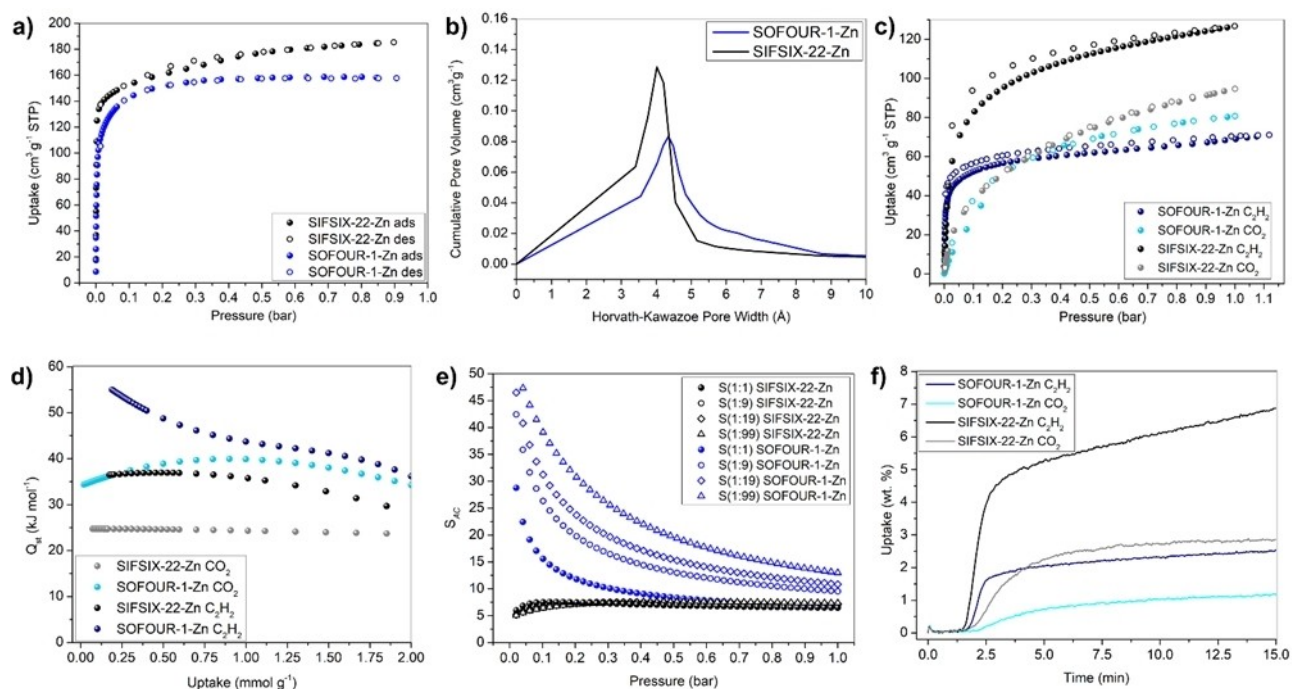 a)
Uptake (cm³ g⁻¹ STP)
200
180
160
140
120
100
80
60
40
20
0
SIFSIX-22-Zn ads
SIFSIX-22-Zn des
SOFOUR-1-Zn ads
SOFOUR-1-Zn des
0.0 0.1 0.2 0.3 0.4 0.5 0.6 0.7 0.8 0.9 1.0
Pressure (bar)
b)
Cumulative Pore Volume (cm³g⁻¹)
0.16
0.14
0.12
0.10
0.08
0.06
0.04
0.02
0.00
SOFOUR-1-Zn
SIFSIX-22-Zn
0 1 2 3 4 5 6 7 8 9 10
Horvath-Kawazoe Pore Width (Å)
c)
Uptake (cm³ g⁻¹ STP)
120
100
80
60
40
20
0
SOFOUR-1-Zn C₂H₂
SOFOUR-1-Zn CO₂
SIFSIX-22-Zn C₂H₂
SIFSIX-22-Zn CO₂
0.0 0.1 0.2 0.3 0.4 0.5 0.6 0.7 0.8 0.9 1.0 1.1
Pressure (bar)
d)
Qst (kJ mol⁻¹)
60
50
40
30
20
10
0
SIFSIX-22-Zn CO₂
SOFOUR-1-Zn CO₂
SIFSIX-22-Zn C₂H₂
SOFOUR-1-Zn C₂H₂
0.00 0.25 0.50 0.75 1.00 1.25 1.50 1.75 2.00
Uptake (mmol g⁻¹)
e)
SAC
50
45
40
35
30
25
20
15
10
5
0
S(1:1) SIFSIX-22-Zn
S(1:9) SIFSIX-22-Zn
S(1:19) SIFSIX-22-Zn
S(1:99) SIFSIX-22-Zn
S(1:1) SOFOUR-1-Zn
S(1:9) SOFOUR-1-Zn
S(1:19) SOFOUR-1-Zn
S(1:99) SOFOUR-1-Zn
0.0 0.1 0.2 0.3 0.4 0.5 0.6 0.7 0.8 0.9 1.0
Pressure (bar)
f)
Uptake (wt. %)
8
7
6
5
4
3
2
1
0
SOFOUR-1-Zn C₂H₂
SOFOUR-1-Zn CO₂
SIFSIX-22-Zn C₂H₂
SIFSIX-22-Zn CO₂
0.0 2.5 5.0 7.5 10.0 12.5 15.0
Time (min)